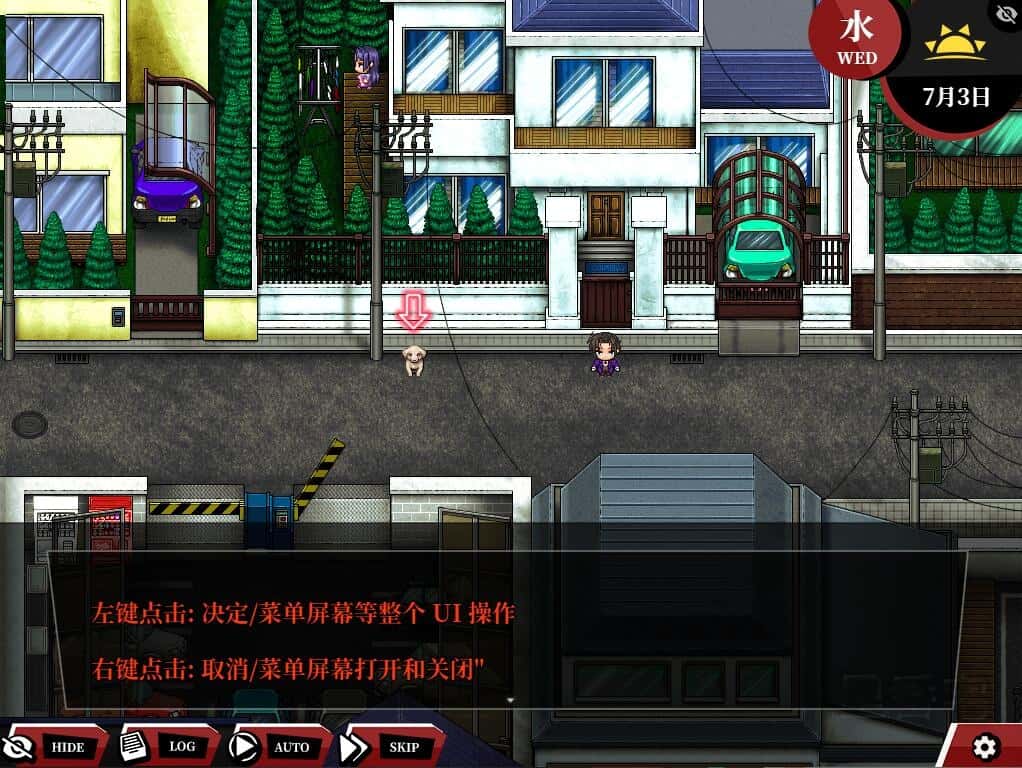 水
WED
7月3日
左键点击: 决定/菜单屏幕等整个 UI 操作
右键点击: 取消/菜单屏幕打开和关闭"
HIDE
LOG
AUTO
SKIP